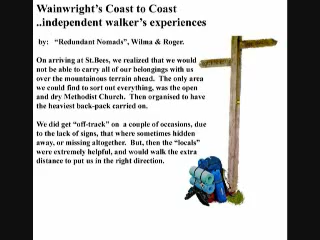 Wainwright's Coast to Coast
..independent walker's experiences
by: "Redundant Nomads", Wilma & Roger.
On arriving at St.Bees, we realized that we would
not be able to carry all of our belongings with us
over the mountainous terrain ahead. The only area
we could find to sort out everything, was the open
and dry Methodist Church. Then organised to have
the heaviest back-pack carried on.
We did get "off-track" on a couple of occasions, due
to the lack of signs, that where sometimes hidden
away, or missing altogether. But, then the "locals"
were extremely helpful, and would walk the extra
distance to put us in the right direction.